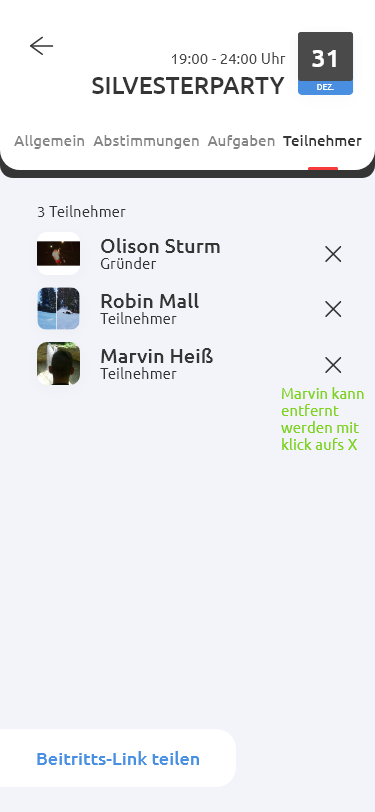 19:00 - 24:00 Uhr
SILVESTERPARTY
31
DEZ.
Allgemein Abstimmungen Aufgaben Teilnehmer
3 Teilnehmer
Olison Sturm
Gründer
Robin Mall
Teilnehmer
Marvin Heiß
Teilnehmer
Marvin kann
entfernt
werden mit
klick aufs X
Beitritts-Link teilen